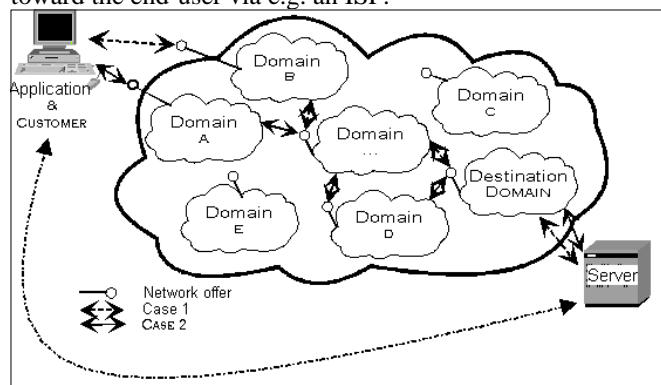 toward the end-user via e.g. an ISP.
Application
&
CUSTOMER
Domain
B
Domain
A
Domain
C
Domain
...
Destination
DOMAIN
Domain
E
Domain
D
Server
Network offer
Case 1
CASE 2